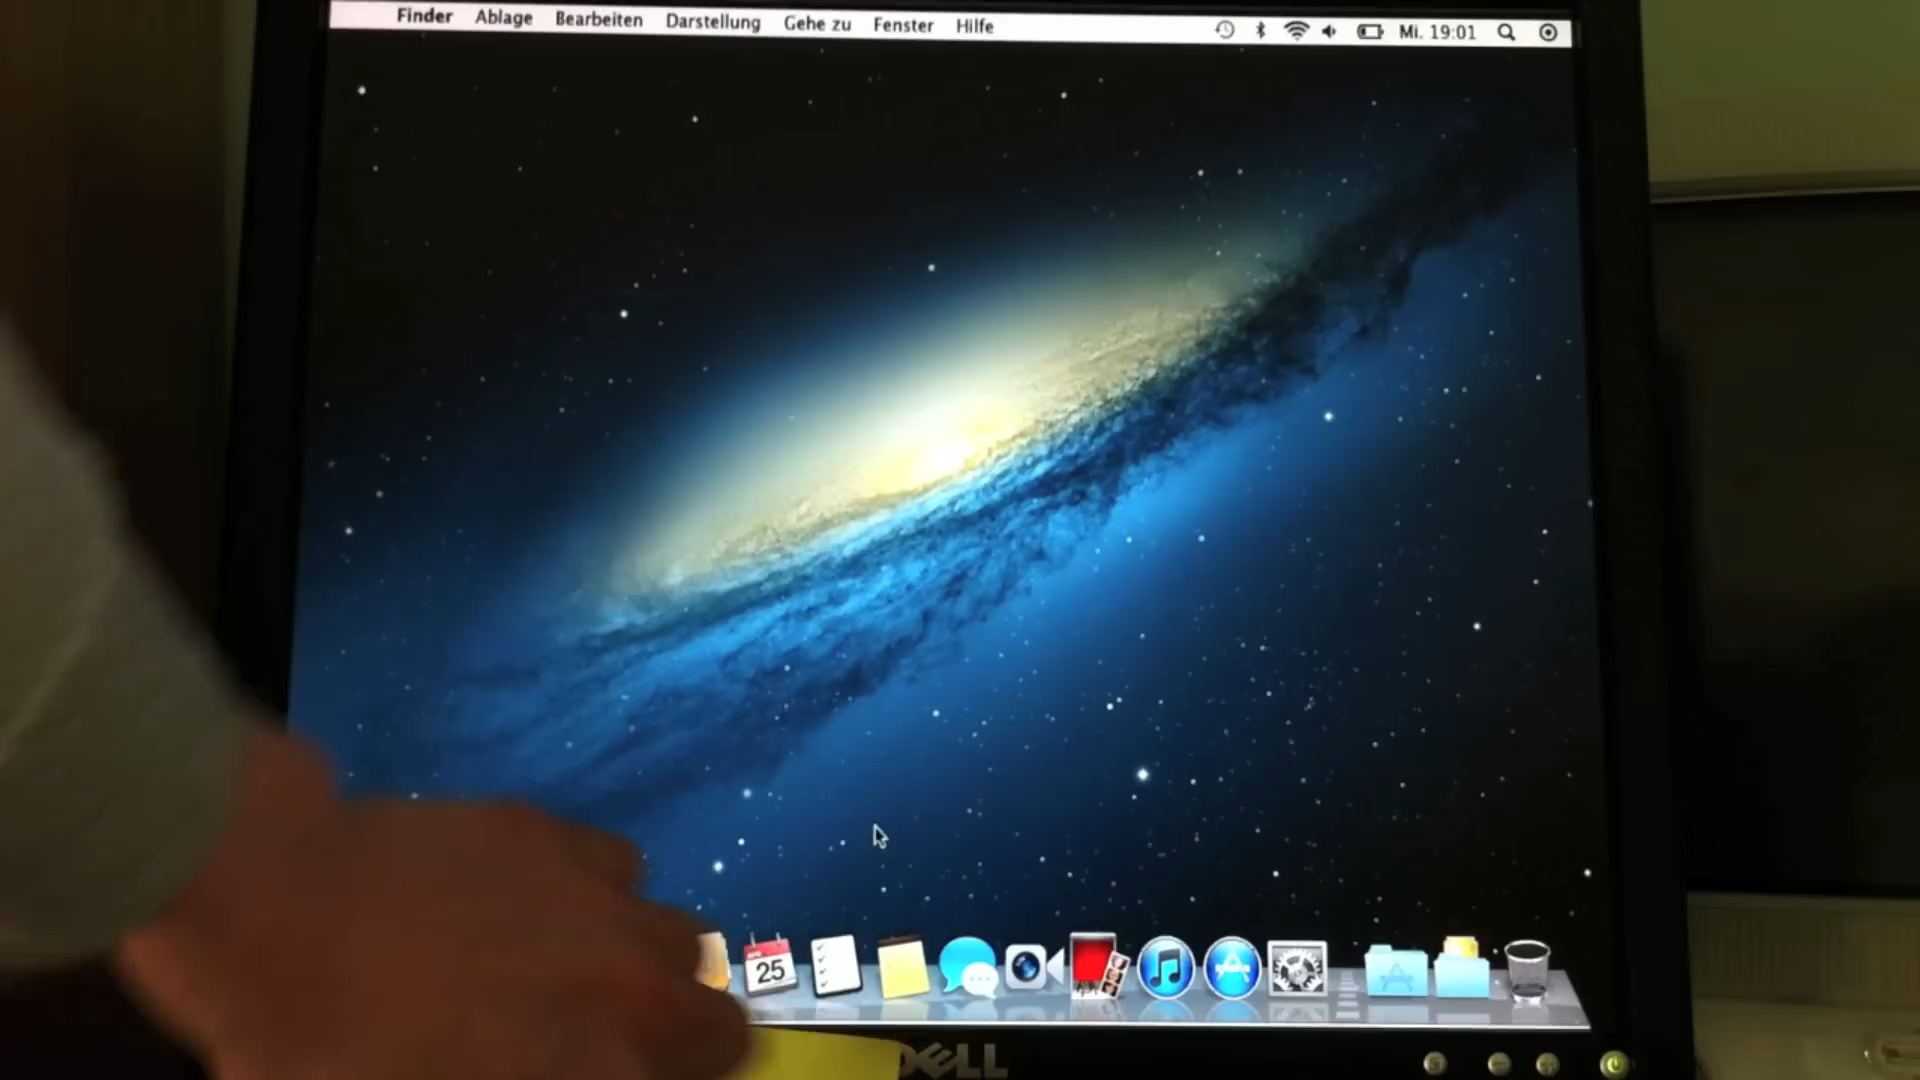 Finder Ablage Bearbeiten Darstellung Gehe zu Fenster Hilfe Mi. 19:01
25
DELL